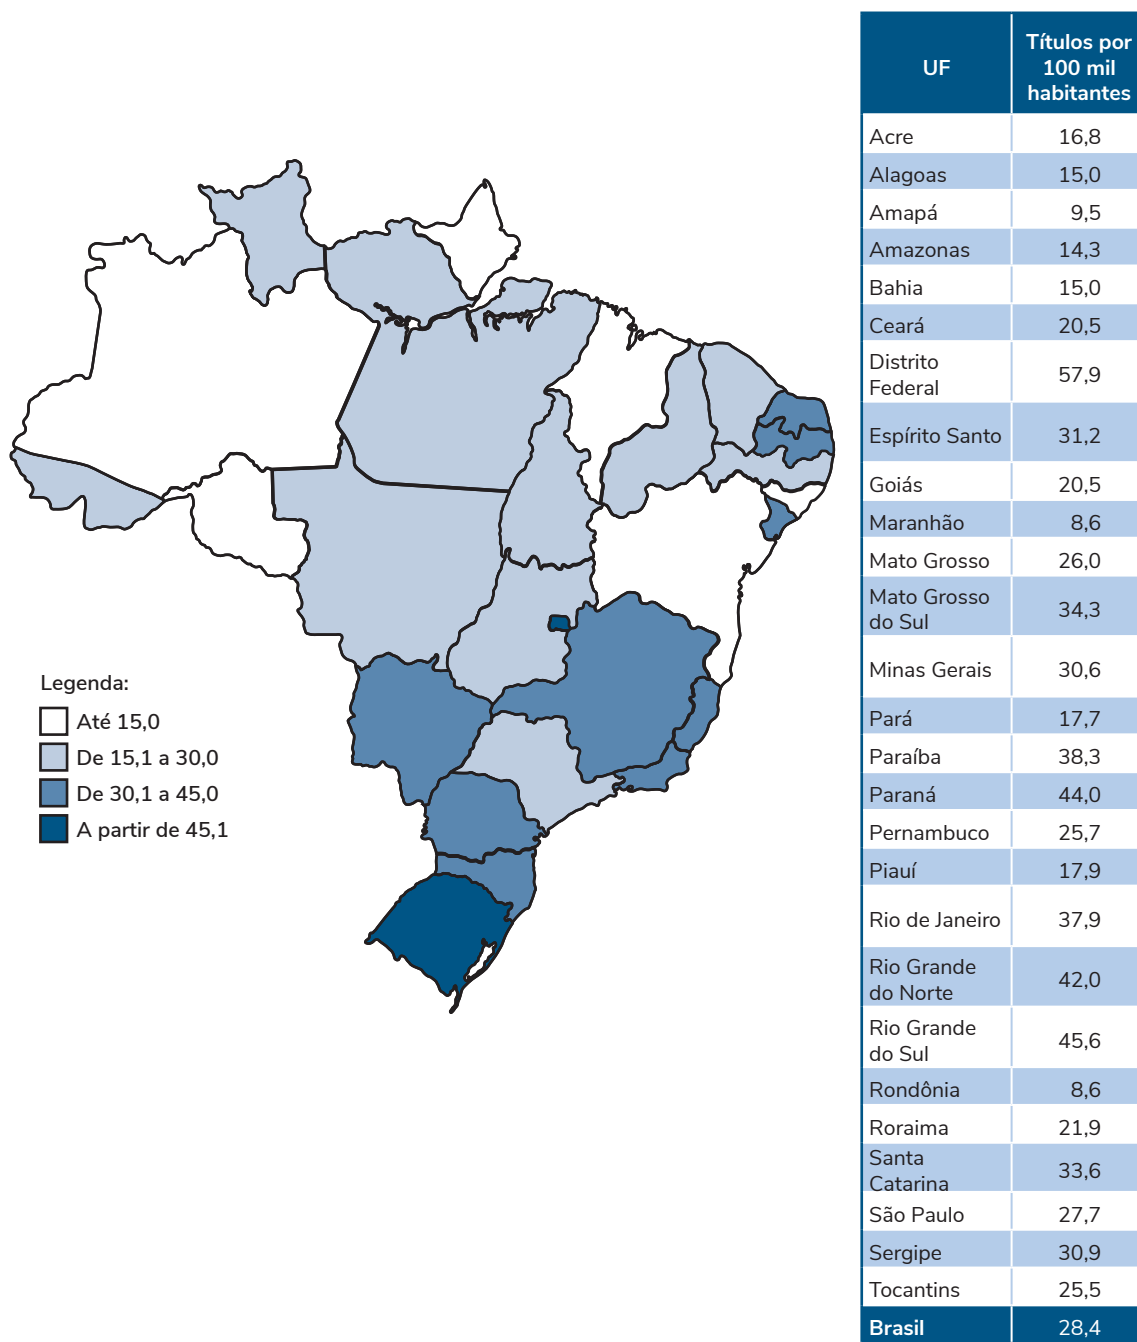 Legenda:
Até 15,0
De 15,1 a 30,0
De 30,1 a 45,0
A partir de 45,1
UF
Títulos por
100 mil
habitantes
Acre 16,8
Alagoas 15,0
Amapá 9,5
Amazonas 14,3
Bahia 15,0
Ceará 20,5
Distrito
Federal 57,9
Espírito Santo 31,2
Goiás 20,5
Maranhão 8,6
Mato Grosso 26,0
Mato Grosso
do Sul 34,3
Minas Gerais 30,6
Pará 17,7
Paraíba 38,3
Paraná 44,0
Pernambuco 25,7
Piauí 17,9
Rio de Janeiro 37,9
Rio Grande
do Norte 42,0
Rio Grande
do Sul 45,6
Rondônia 8,6
Roraima 21,9
Santa
Catarina 33,6
São Paulo 27,7
Sergipe 30,9
Tocantins 25,5
Brasil 28,4